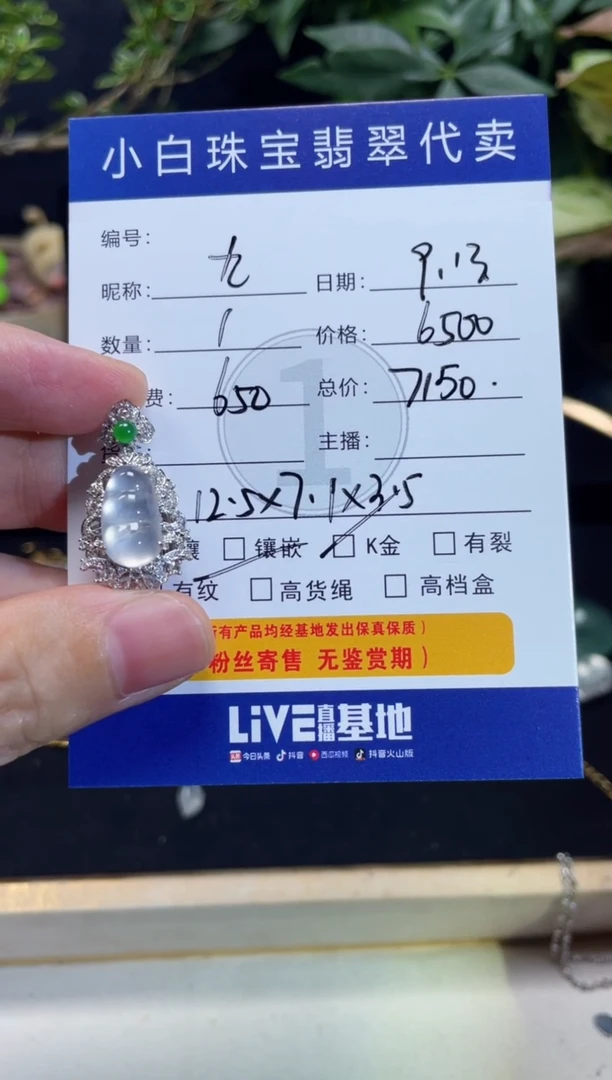 小白珠宝翡翠代卖
编号：
昵称： 九 日期： 9.13
数量： 1 价格： 6500
费： 650 总价： 7150.
主播：
12.5x7.1x3.5
镶 □ 镶嵌 □ K金 □ 有裂
有纹 □ 高货绳 □ 高档盒
所有产品均经基地发出保真保质）
粉丝寄售 无鉴赏期）
LiVE直播基地
今日头条 抖音 西瓜视频 抖音火山版